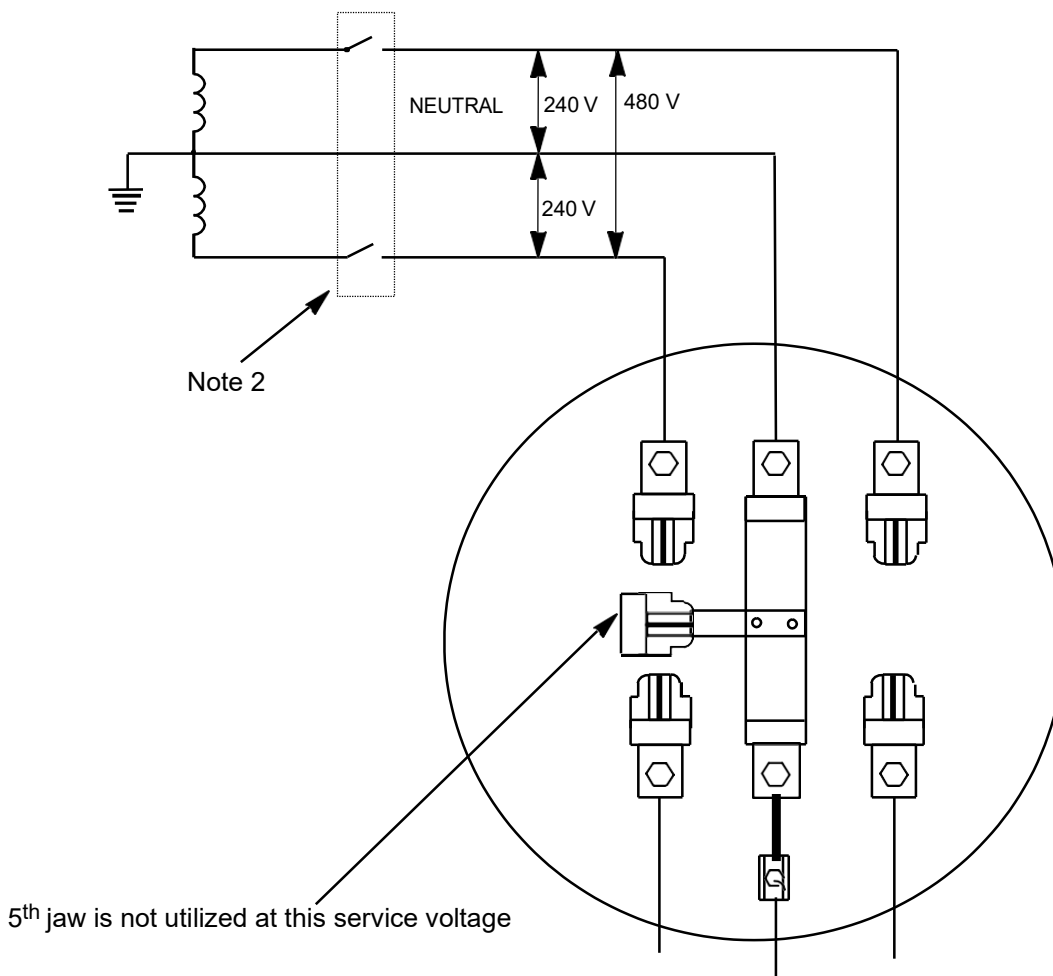 NEUTRAL
240 V
480 V
240 V
Note 2
5th jaw is not utilized at this service voltage